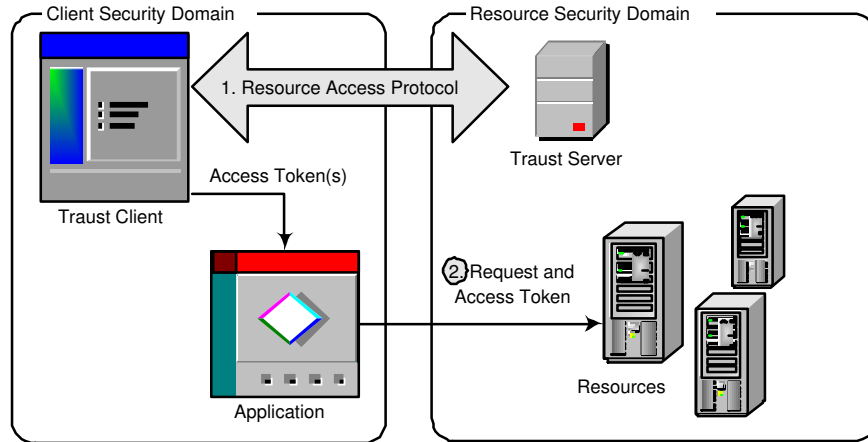 Client Security Domain
Resource Security Domain
1. Resource Access Protocol
Traust Server
Access Token(s)
Traust Client
2. Request and
Access Token
Resources
Application